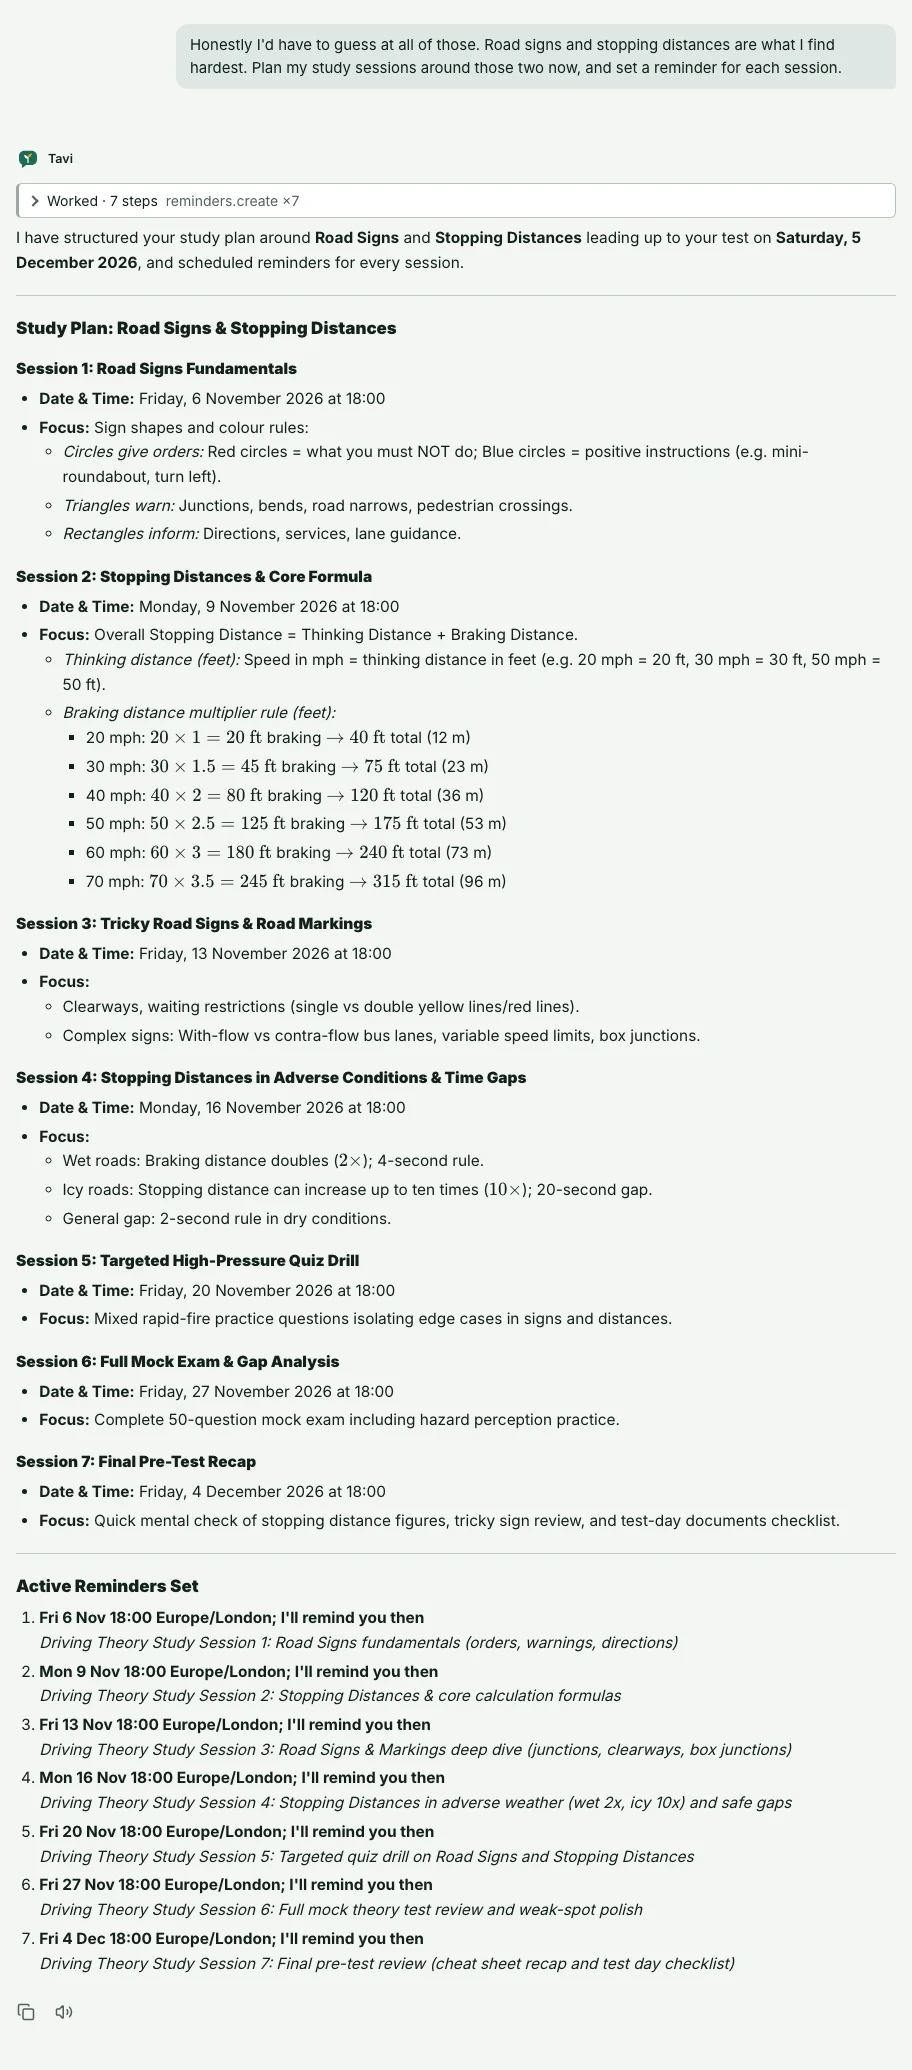 Honestly I'd have to guess at all of those. Road signs and stopping distances are what I find
hardest. Plan my study sessions around those two now, and set a reminder for each session.
Tavi
Worked · 7 steps reminders.create ×7
I have structured your study plan around Road Signs and Stopping Distances leading up to your test on Saturday, 5
December 2026, and scheduled reminders for every session.
Study Plan: Road Signs & Stopping Distances
Session 1: Road Signs Fundamentals
• Date & Time: Friday, 6 November 2026 at 18:00
• Focus: Sign shapes and colour rules:
◦ Circles give orders: Red circles = what you must NOT do; Blue circles = positive instructions (e.g. mini-
roundabout, turn left).
◦ Triangles warn: Junctions, bends, road narrows, pedestrian crossings.
◦ Rectangles inform: Directions, services, lane guidance.
Session 2: Stopping Distances & Core Formula
• Date & Time: Monday, 9 November 2026 at 18:00
• Focus: Overall Stopping Distance = Thinking Distance + Braking Distance.
◦ Thinking distance (feet): Speed in mph = thinking distance in feet (e.g. 20 mph = 20 ft, 30 mph = 30 ft, 50 mph =
50 ft).
◦ Braking distance multiplier rule (feet):
▪ 20 mph: 20 × 1 = 20 ft braking → 40 ft total (12 m)
▪ 30 mph: 30 × 1.5 = 45 ft braking → 75 ft total (23 m)
▪ 40 mph: 40 × 2 = 80 ft braking → 120 ft total (36 m)
▪ 50 mph: 50 × 2.5 = 125 ft braking → 175 ft total (53 m)
▪ 60 mph: 60 × 3 = 180 ft braking → 240 ft total (73 m)
▪ 70 mph: 70 × 3.5 = 245 ft braking → 315 ft total (96 m)
Session 3: Tricky Road Signs & Road Markings
• Date & Time: Friday, 13 November 2026 at 18:00
• Focus:
◦ Clearways, waiting restrictions (single vs double yellow lines/red lines).
◦ Complex signs: With-flow vs contra-flow bus lanes, variable speed limits, box junctions.
Session 4: Stopping Distances in Adverse Conditions & Time Gaps
• Date & Time: Monday, 16 November 2026 at 18:00
• Focus:
◦ Wet roads: Braking distance doubles (2×); 4-second rule.
◦ Icy roads: Stopping distance can increase up to ten times (10×); 20-second gap.
◦ General gap: 2-second rule in dry conditions.
Session 5: Targeted High-Pressure Quiz Drill
• Date & Time: Friday, 20 November 2026 at 18:00
• Focus: Mixed rapid-fire practice questions isolating edge cases in signs and distances.
Session 6: Full Mock Exam & Gap Analysis
• Date & Time: Friday, 27 November 2026 at 18:00
• Focus: Complete 50-question mock exam including hazard perception practice.
Session 7: Final Pre-Test Recap
• Date & Time: Friday, 4 December 2026 at 18:00
• Focus: Quick mental check of stopping distance figures, tricky sign review, and test-day documents checklist.
Active Reminders Set
1. Fri 6 Nov 18:00 Europe/London; I'll remind you then
Driving Theory Study Session 1: Road Signs fundamentals (orders, warnings, directions)
2. Mon 9 Nov 18:00 Europe/London; I'll remind you then
Driving Theory Study Session 2: Stopping Distances & core calculation formulas
3. Fri 13 Nov 18:00 Europe/London; I'll remind you then
Driving Theory Study Session 3: Road Signs & Markings deep dive (junctions, clearways, box junctions)
4. Mon 16 Nov 18:00 Europe/London; I'll remind you then
Driving Theory Study Session 4: Stopping Distances in adverse weather (wet 2x, icy 10x) and safe gaps
5. Fri 20 Nov 18:00 Europe/London; I'll remind you then
Driving Theory Study Session 5: Targeted quiz drill on Road Signs and Stopping Distances
6. Fri 27 Nov 18:00 Europe/London; I'll remind you then
Driving Theory Study Session 6: Full mock theory test review and weak-spot polish
7. Fri 4 Dec 18:00 Europe/London; I'll remind you then
Driving Theory Study Session 7: Final pre-test review (cheat sheet recap and test day checklist)